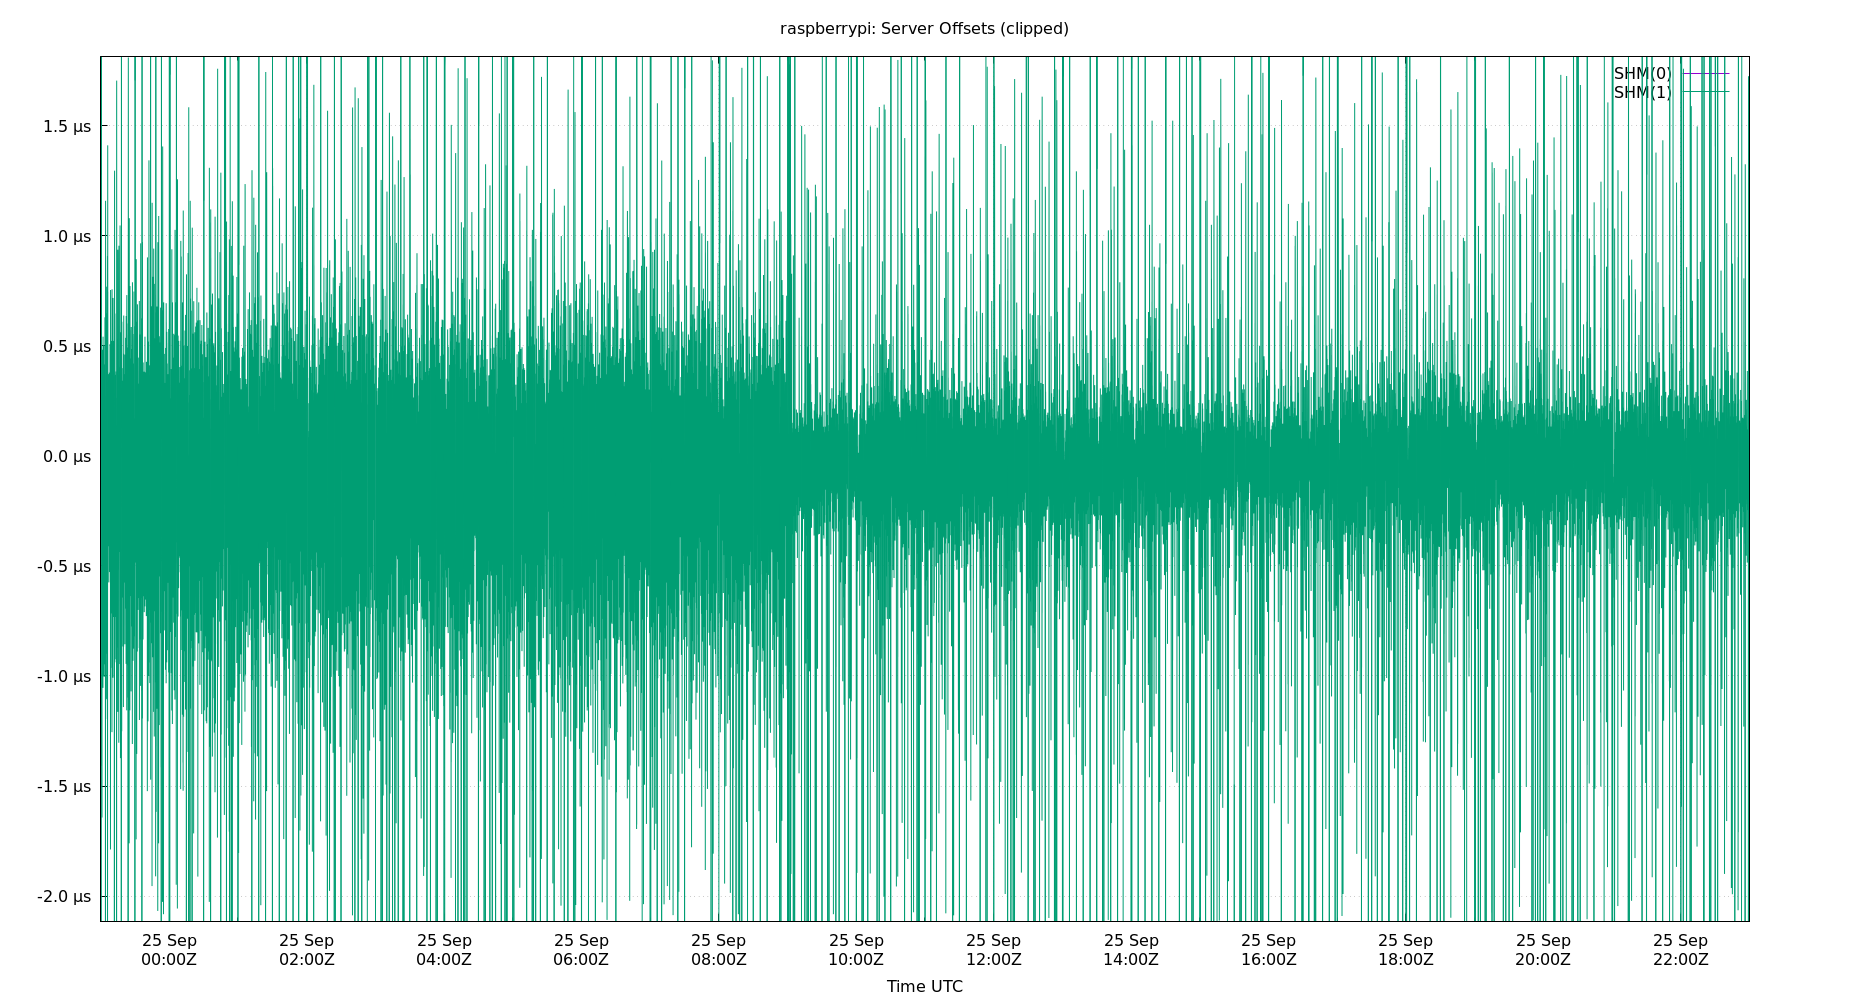 raspberrypi: Server Offsets (clipped)
SHM(0)
SHM(1)
1.5 µs
1.0 µs
0.5 µs
0.0 µs
-0.5 µs
-1.0 µs
-1.5 µs
-2.0 µs
25 Sep 25 Sep 25 Sep 25 Sep 25 Sep 25 Sep 25 Sep 25 Sep 25 Sep 25 Sep 25 Sep 25 Sep
00:00Z 02:00Z 04:00Z 06:00Z 08:00Z 10:00Z 12:00Z 14:00Z 16:00Z 18:00Z 20:00Z 22:00Z
Time UTC